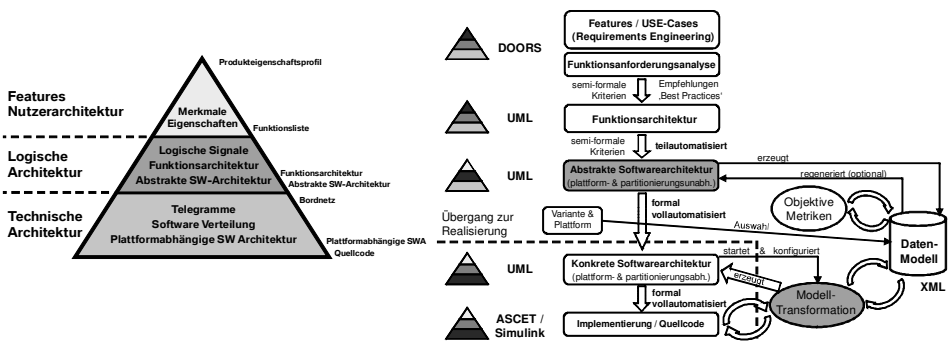 Produkteigenschaftsprofil
Features
Nutzerarchitektur
Merkmale
Eigenschaften
Funktionsliste
Logische
Architektur
Logische Signale
Funktionsarchitektur
Abstrakte SW-Architektur
Funktionsarchitektur
Abstrakte SW-Architektur
Bordnetz
Technische
Architektur
Telegramme
Software Verteilung
Plattformabhängige SW Architektur
Plattformabhängige SWA
Quellcode
DOORS
Features / USE-Cases
(Requirements Engineering)
Funktionsanforderungsanalyse
semi-formale
Kriterien
Empfehlungen
‚Best Practices‘
UML
Funktionsarchitektur
semi-formale
Kriterien
teilautomatisiert
UML
Abstrakte Softwarearchitektur
(plattform- & partitionierungsunabh.)
erzeugt
regeneriert (optional)
Objektive
Metriken
formal
vollautomatisiert
Übergang zur
Realisierung
Variante &
Plattform
Auswahl
Daten-
Modell
XML
UML
Konkrete Softwarearchitektur
(plattform- & partitionierungsabh.)
startet & konfiguriert
erzeugt
formal
vollautomatisiert
Modell-
Transformation
ASCET /
Simulink
Implementierung / Quellcode